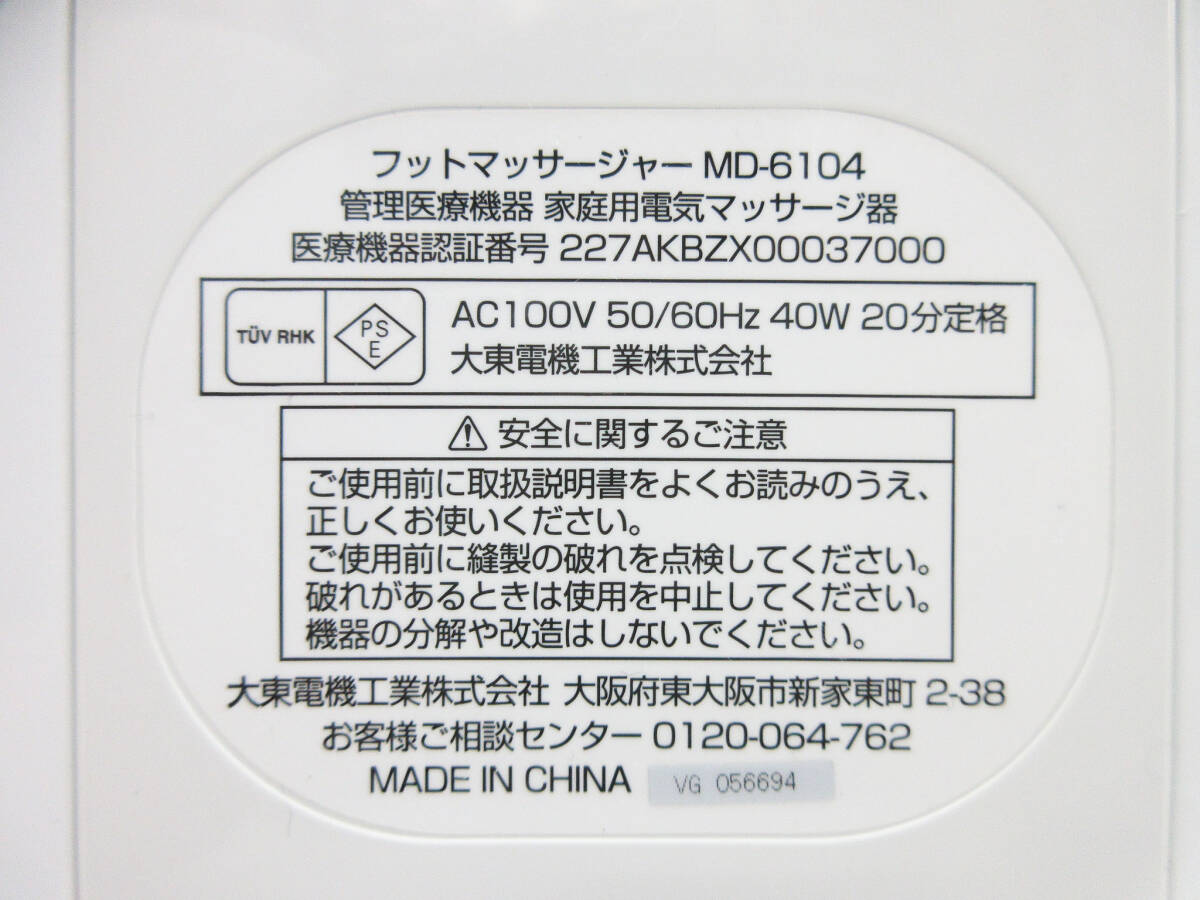 フットマッサージャー MD-6104
管理医療機器 家庭用電気マッサージ器
医療機器認証番号 227AKBZX00037000
TÜV RHK
PS
E
AC100V 50/60Hz 40W 20分定格
大東電機工業株式会社
安全に関するご注意
ご使用前に取扱説明書をよくお読みのうえ、
正しくお使いください。
ご使用前に縫製の破れを点検してください。
破れがあるときは使用を中止してください。
機器の分解や改造はしないでください。
大東電機工業株式会社 大阪府東大阪市新家東町 2-38
お客様ご相談センター 0120-064-762
MADE IN CHINA VG 056694